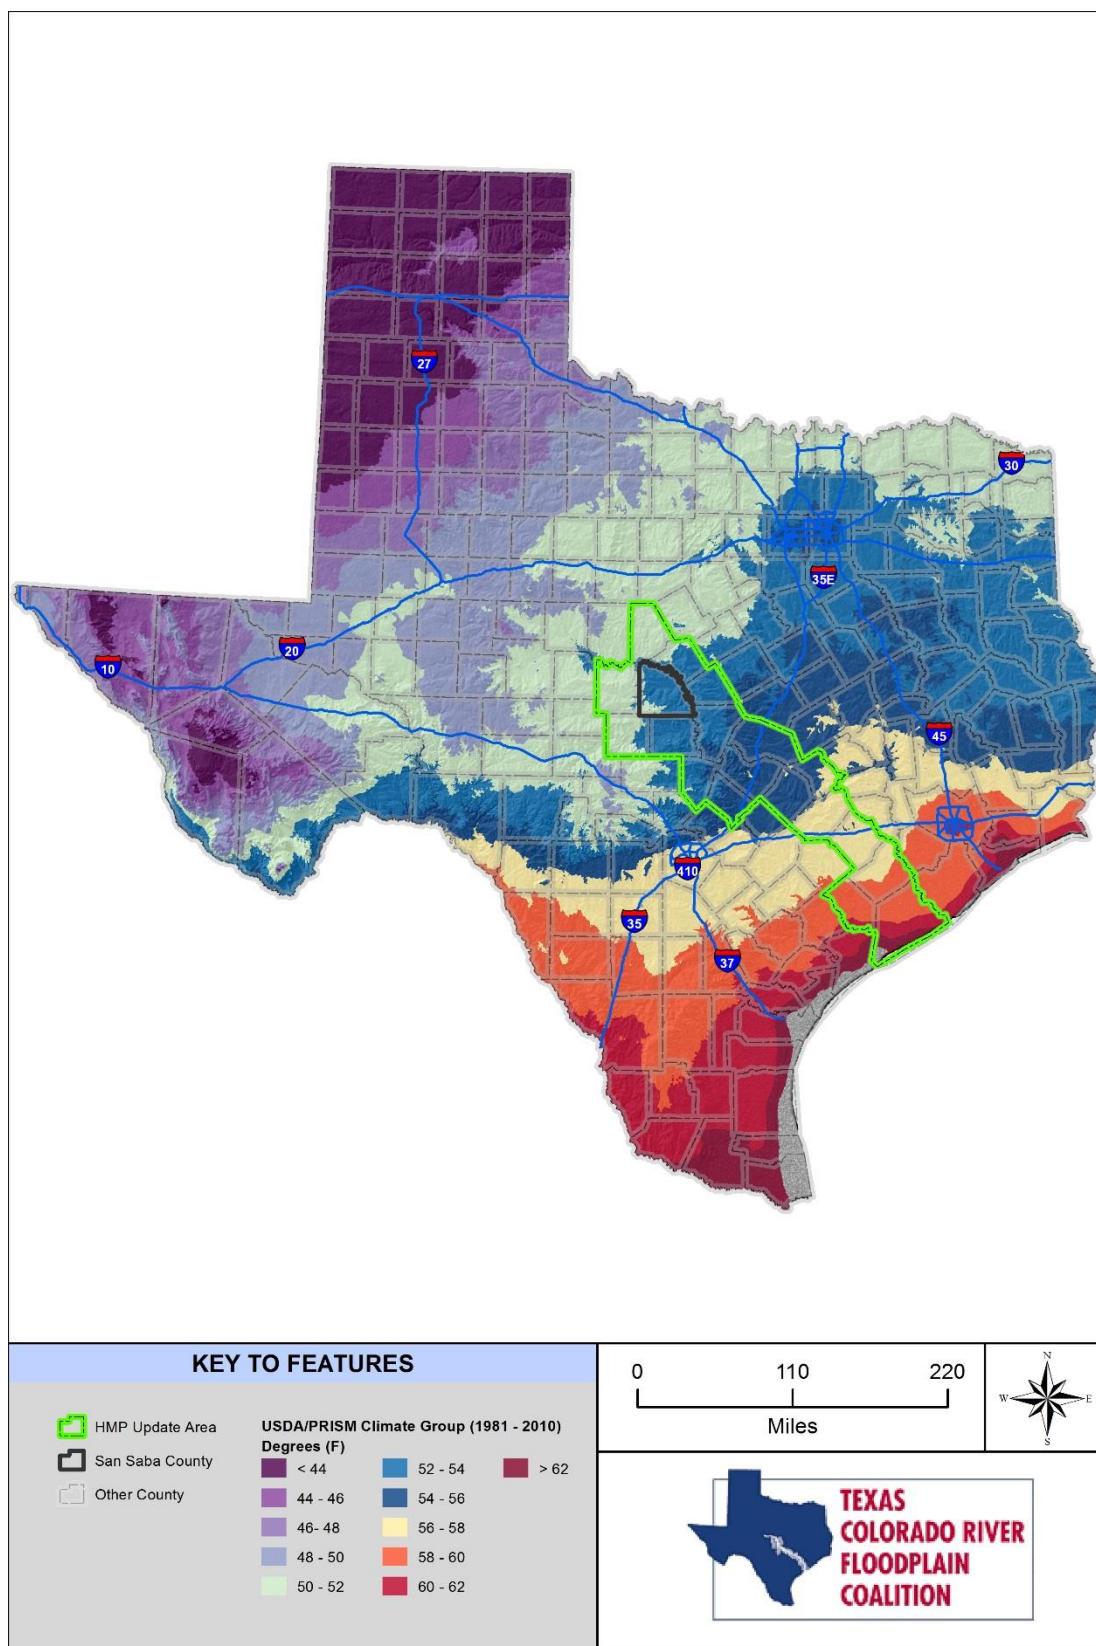 27
30
35E
20
10
45
410
35
37
KEY TO FEATURES
HMP Update Area
San Saba County
Other County
USDA/PRISM Climate Group (1981 - 2010)
Degrees (F)
< 44
44 - 46
46- 48
48 - 50
50 - 52
52 - 54
54 - 56
56 - 58
58 - 60
60 - 62
> 62
0 110 220
Miles
N
W E
S
TEXAS
COLORADO RIVER
FLOODPLAIN
COALITION